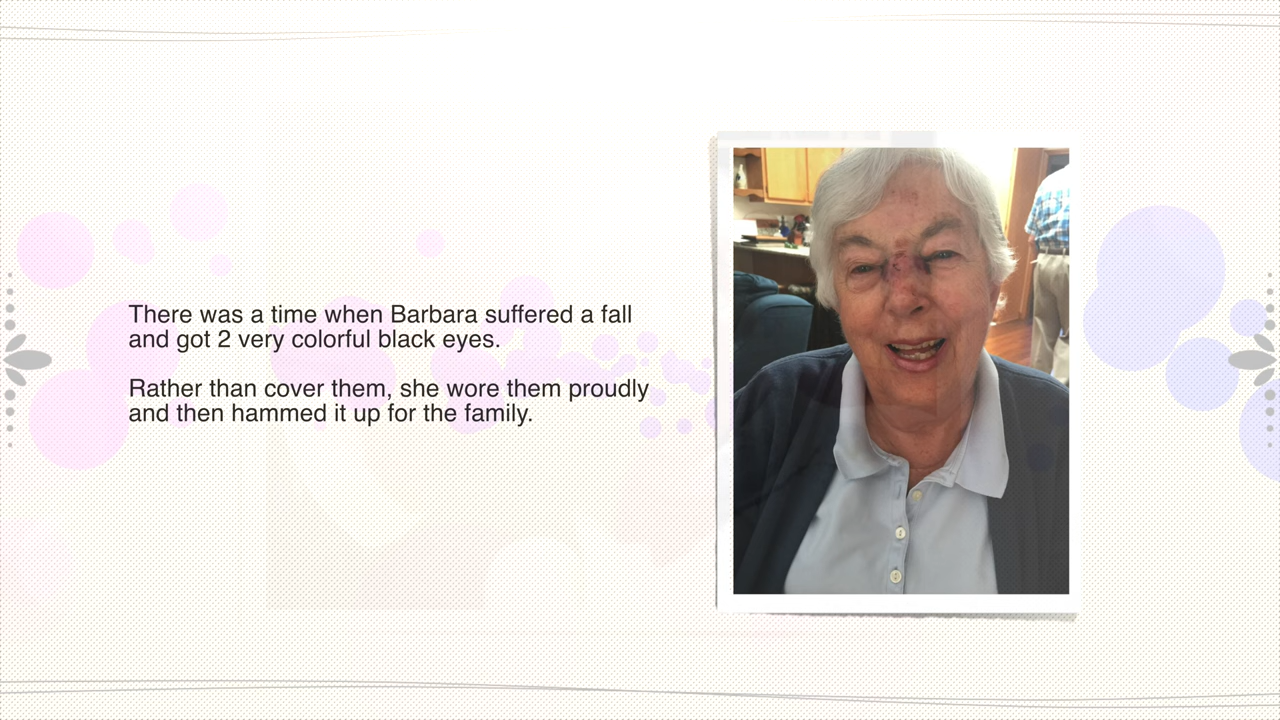 There was a time when Barbara suffered a fall
and got 2 very colorful black eyes.
Rather than cover them, she wore them proudly
and then hammed it up for the family.